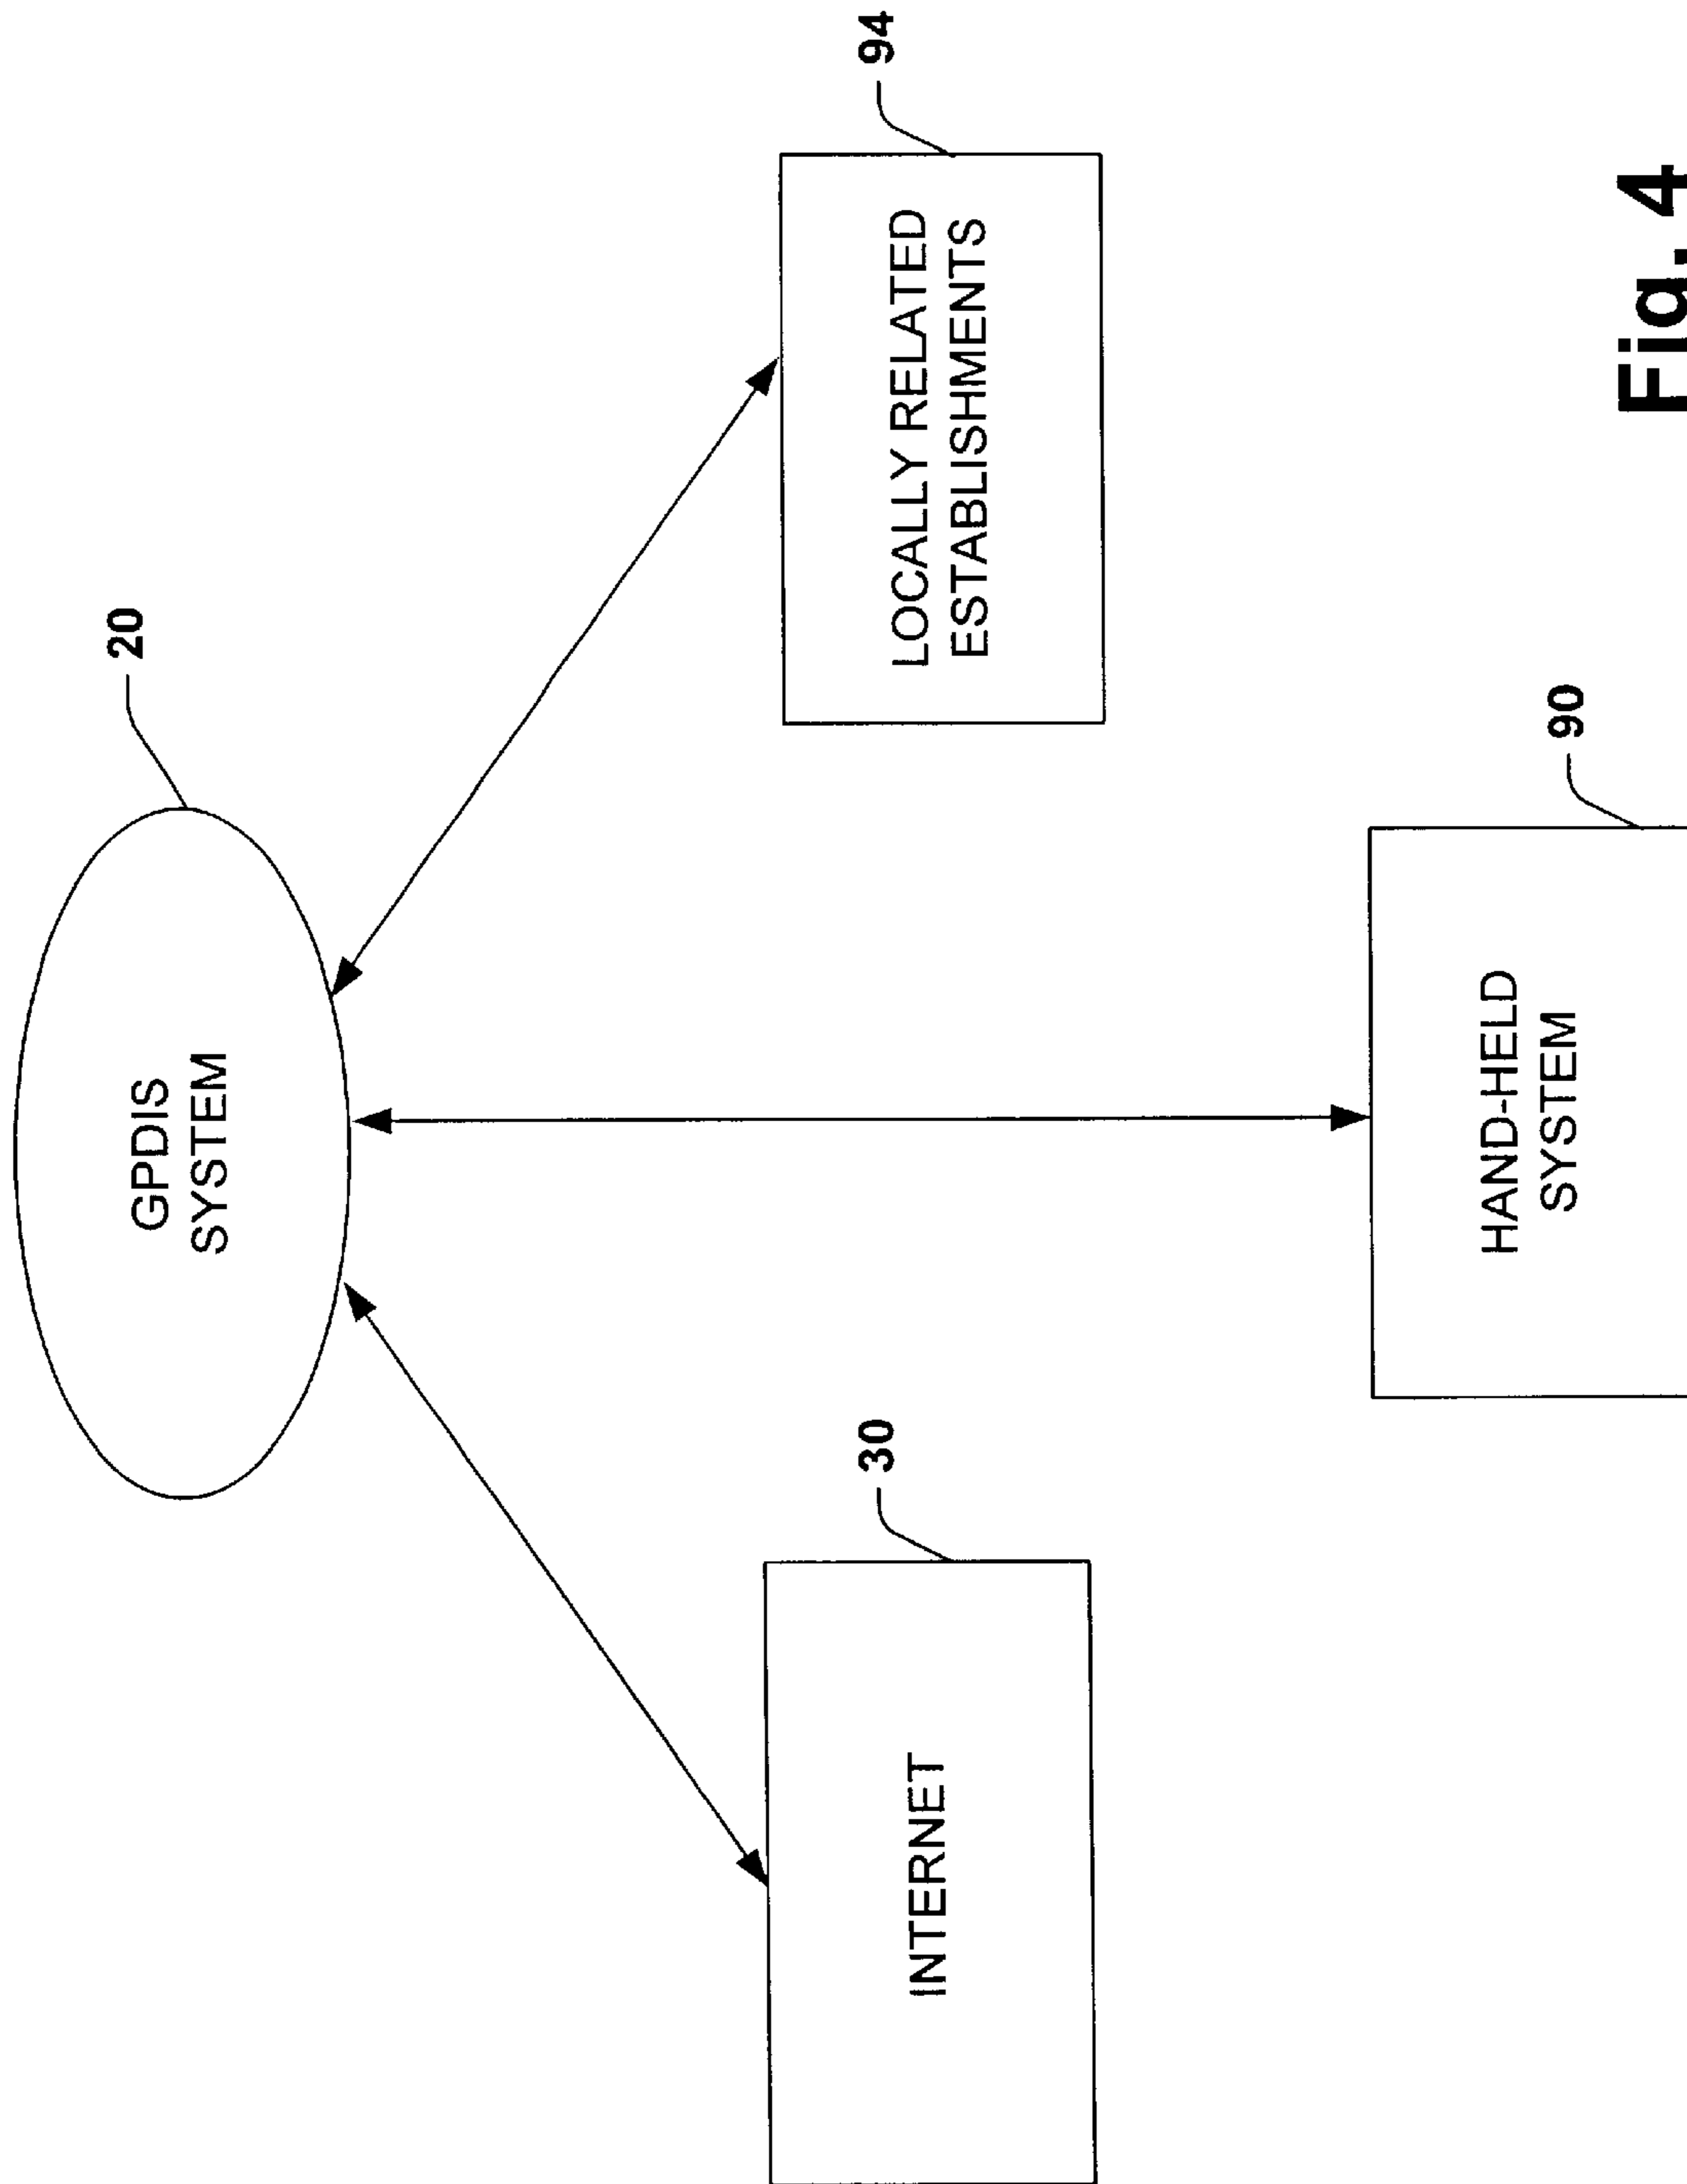 20
GPDIS
SYSTEM
30
INTERNET
94
LOCALLY RELATED
ESTABLISHMENTS
90
HAND-HELD
SYSTEM
Fig. 4